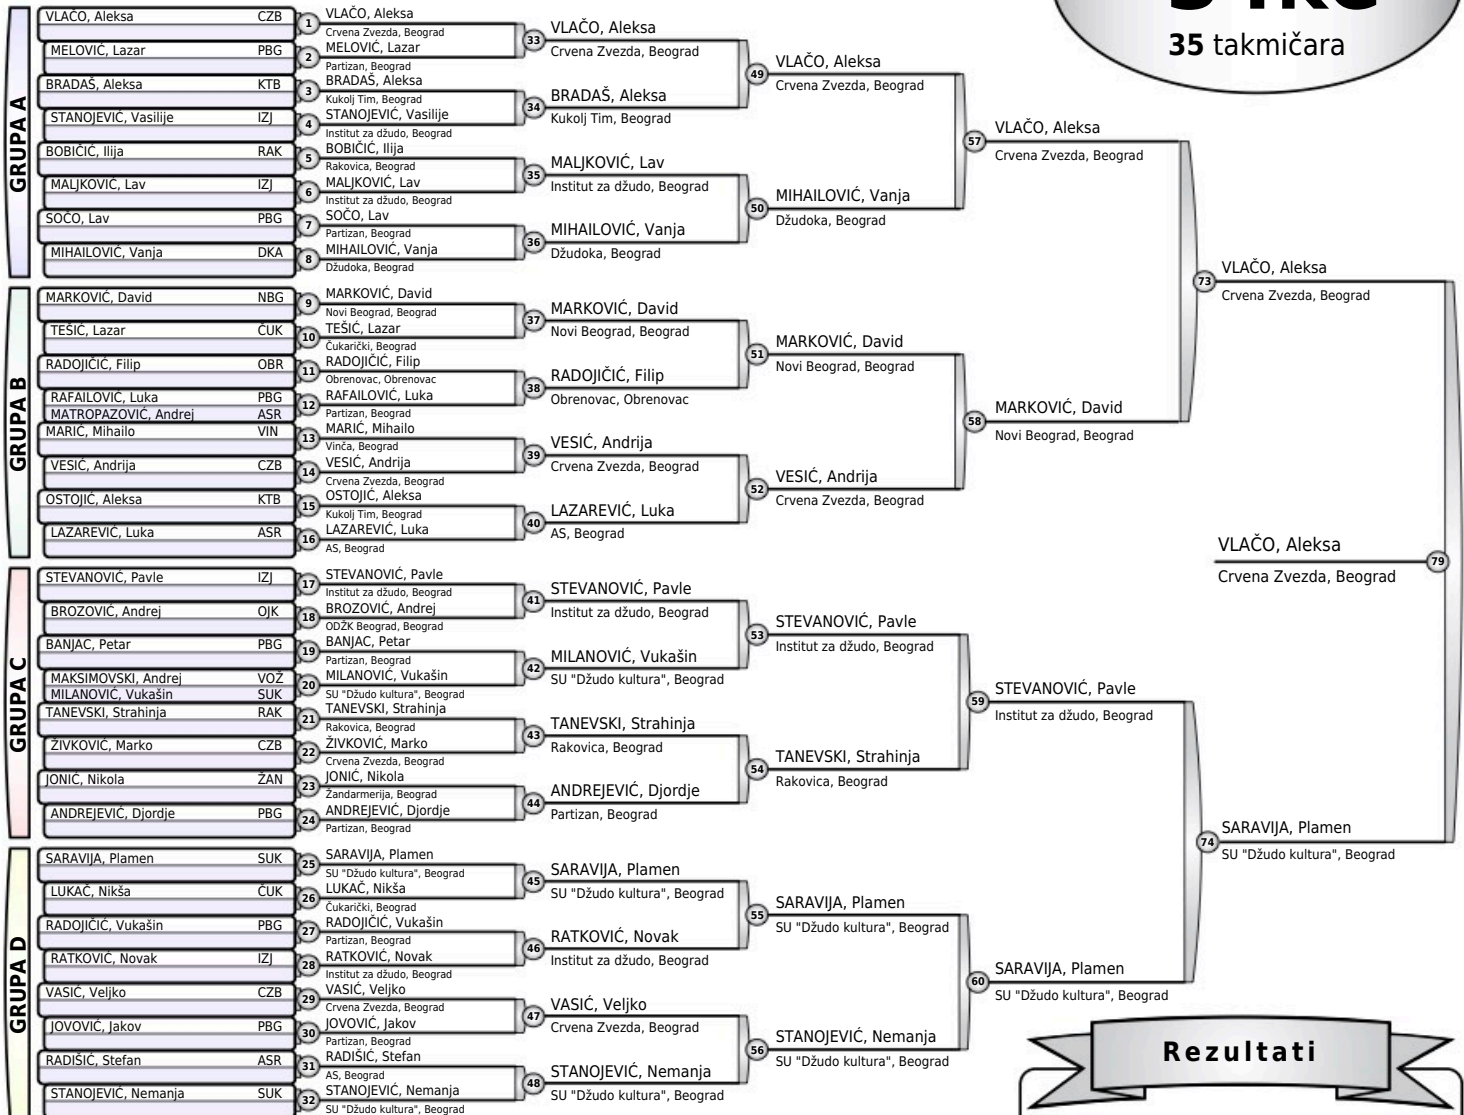 35 takmičara
GRUPA A
VLAČO, Aleksa CZB
MELOVIĆ, Lazar PBG
BRADAŠ, Aleksa KTB
STANOJEVIĆ, Vasilije IZJ
BOBIČIĆ, Ilija RAK
MALJKOVIĆ, Lav IZJ
SOČO, Lav PBG
MIHAILOVIĆ, Vanja DKA
GRUPA B
MARKOVIĆ, David NBG
TEŠIĆ, Lazar ČUK
RADOJIČIĆ, Filip OBR
RAFAILOVIĆ, Luka PBG
MATROPAZOVIĆ, Andrej ASR
MARIĆ, Mihailo VIN
VESIĆ, Andrija CZB
OSTOJIĆ, Aleksa KTB
LAZAREVIĆ, Luka ASR
GRUPA C
STEVANOVIĆ, Pavle IZJ
BROZOVIĆ, Andrej OJK
BANJAC, Petar PBG
MAKSIMOVSKI, Andrej VOŽ
MILANOVIĆ, Vukašin SUK
TANEVSKI, Strahinja RAK
ŽIVKOVIĆ, Marko CZB
JONIĆ, Nikola ŽAN
ANDREJEVIĆ, Djordje PBG
GRUPA D
SARAVIJA, Plamen SUK
LUKAČ, Nikša ČUK
RADOJIČIĆ, Vukašin PBG
RATKOVIĆ, Novak IZJ
VASIĆ, Veljko CZB
JOVOVIĆ, Jakov PBG
RADIŠIĆ, Stefan ASR
STANOJEVIĆ, Nemanja SUK
1 VLAČO, Aleksa
Crvena Zvezda, Beograd
2 MELOVIĆ, Lazar
Partizan, Beograd
3 BRADAŠ, Aleksa
Kukolj Tim, Beograd
4 STANOJEVIĆ, Vasilije
Institut za džudo, Beograd
5 BOBIČIĆ, Ilija
Rakovica, Beograd
6 MALJKOVIĆ, Lav
Institut za džudo, Beograd
7 SOČO, Lav
Partizan, Beograd
8 MIHAILOVIĆ, Vanja
Džudoka, Beograd
9 MARKOVIĆ, David
Novi Beograd, Beograd
10 TEŠIĆ, Lazar
Čukarički, Beograd
11 RADOJIČIĆ, Filip
Obrenovac, Obrenovac
12 RAFAILOVIĆ, Luka
Partizan, Beograd
13 MARIĆ, Mihailo
Vinča, Beograd
14 VESIĆ, Andrija
Crvena Zvezda, Beograd
15 OSTOJIĆ, Aleksa
Kukolj Tim, Beograd
16 LAZAREVIĆ, Luka
AS, Beograd
17 STEVANOVIĆ, Pavle
Institut za džudo, Beograd
18 BROZOVIĆ, Andrej
ODŽK Beograd, Beograd
19 BANJAC, Petar
Partizan, Beograd
20 MILANOVIĆ, Vukašin
SU "Džudo kultura", Beograd
21 TANEVSKI, Strahinja
Rakovica, Beograd
22 ŽIVKOVIĆ, Marko
Crvena Zvezda, Beograd
23 JONIĆ, Nikola
Žandarmerija, Beograd
24 ANDREJEVIĆ, Djordje
Partizan, Beograd
25 SARAVIJA, Plamen
SU "Džudo kultura", Beograd
26 LUKAČ, Nikša
Čukarički, Beograd
27 RADOJIČIĆ, Vukašin
Partizan, Beograd
28 RATKOVIĆ, Novak
Institut za džudo, Beograd
29 VASIĆ, Veljko
Crvena Zvezda, Beograd
30 JOVOVIĆ, Jakov
Partizan, Beograd
31 RADIŠIĆ, Stefan
AS, Beograd
32 STANOJEVIĆ, Nemanja
SU "Džudo kultura", Beograd
33 VLAČO, Aleksa
Crvena Zvezda, Beograd
34 BRADAŠ, Aleksa
Kukolj Tim, Beograd
35 MALJKOVIĆ, Lav
Institut za džudo, Beograd
36 MIHAILOVIĆ, Vanja
Džudoka, Beograd
37 MARKOVIĆ, David
Novi Beograd, Beograd
38 RADOJIČIĆ, Filip
Obrenovac, Obrenovac
39 VESIĆ, Andrija
Crvena Zvezda, Beograd
40 LAZAREVIĆ, Luka
AS, Beograd
41 STEVANOVIĆ, Pavle
Institut za džudo, Beograd
42 MILANOVIĆ, Vukašin
SU "Džudo kultura", Beograd
43 TANEVSKI, Strahinja
Rakovica, Beograd
44 ANDREJEVIĆ, Djordje
Partizan, Beograd
45 SARAVIJA, Plamen
SU "Džudo kultura", Beograd
46 RATKOVIĆ, Novak
Institut za džudo, Beograd
47 VASIĆ, Veljko
Crvena Zvezda, Beograd
48 STANOJEVIĆ, Nemanja
SU "Džudo kultura", Beograd
49 VLAČO, Aleksa
Crvena Zvezda, Beograd
50 MIHAILOVIĆ, Vanja
Džudoka, Beograd
51 MARKOVIĆ, David
Novi Beograd, Beograd
52 VESIĆ, Andrija
Crvena Zvezda, Beograd
53 STEVANOVIĆ, Pavle
Institut za džudo, Beograd
54 TANEVSKI, Strahinja
Rakovica, Beograd
55 SARAVIJA, Plamen
SU "Džudo kultura", Beograd
56 STANOJEVIĆ, Nemanja
SU "Džudo kultura", Beograd
57 VLAČO, Aleksa
Crvena Zvezda, Beograd
58 MARKOVIĆ, David
Novi Beograd, Beograd
59 STEVANOVIĆ, Pavle
Institut za džudo, Beograd
60 SARAVIJA, Plamen
SU "Džudo kultura", Beograd
73 VLAČO, Aleksa
Crvena Zvezda, Beograd
74 SARAVIJA, Plamen
SU "Džudo kultura", Beograd
VLAČO, Aleksa 79
Crvena Zvezda, Beograd
Rezultati